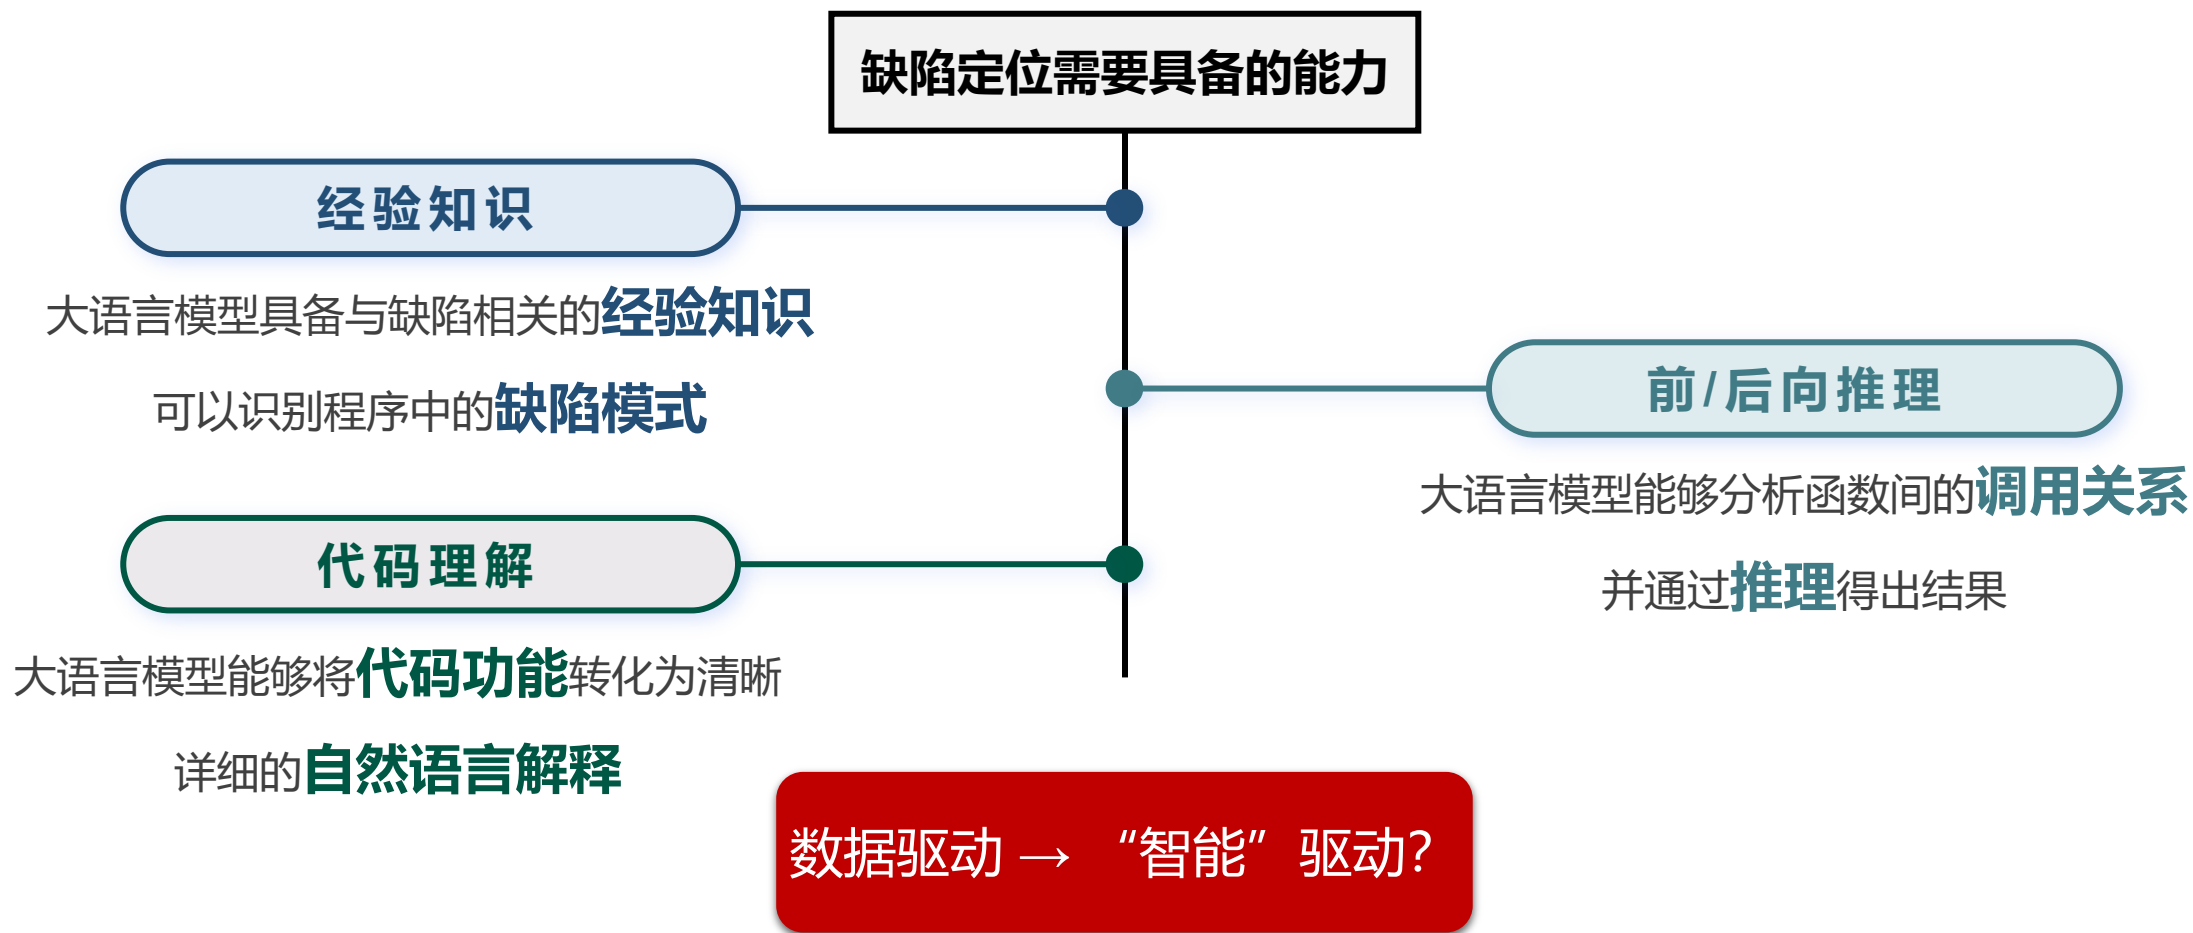 缺陷定位需要具备的能力
经验知识
大语言模型具备与缺陷相关的经验知识
可以识别程序中的缺陷模式
前/后向推理
大语言模型能够分析函数间的调用关系
并通过推理得出结果
代码理解
大语言模型能够将代码功能转化为清晰
详细的自然语言解释
数据驱动→“智能”驱动?